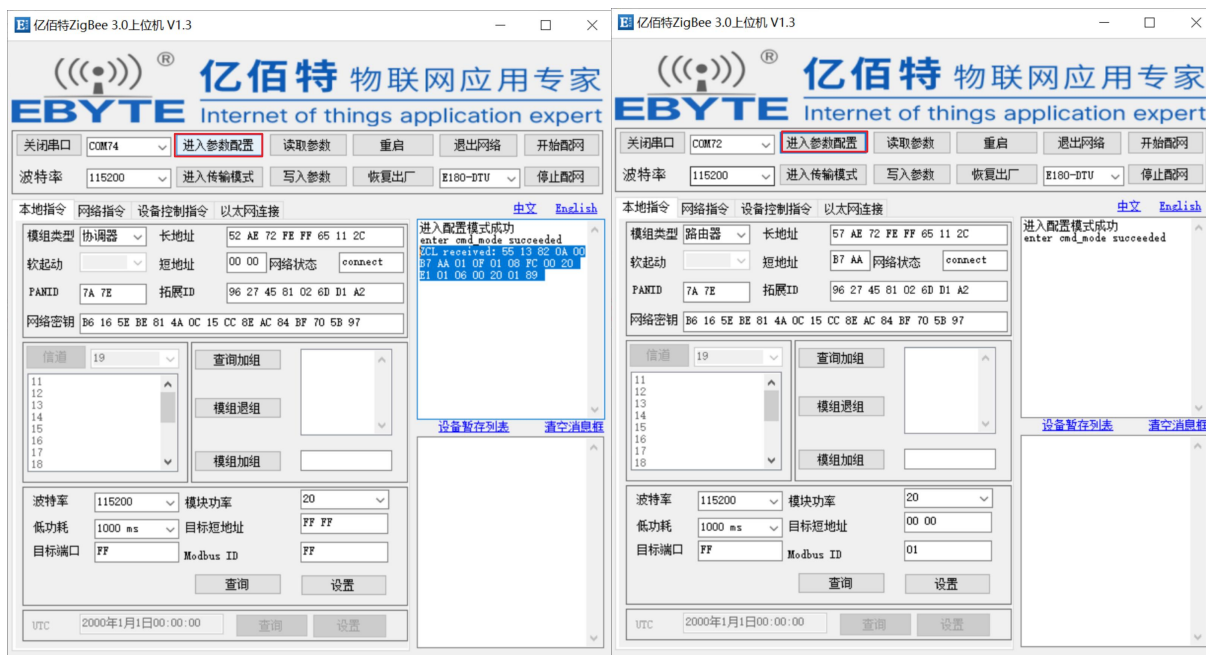 亿佰特ZigBee 3.0上位机 V1.3
®
亿佰特 物联网应用专家
EBYTE Internet of things application expert
关闭串口 COM74 进入参数配置 读取参数 重启 退出网络 开始配网
波特率 115200 进入传输模式 写入参数 恢复出厂 E180-DTU 停止配网
本地指令 网络指令 设备控制指令 以太网连接 中文 English
模组类型 协调器 长地址 52 AE 72 FE FF 65 11 2C
软起动 短地址 00 00 网络状态 connect
PANID 7A 7E 拓展ID 96 27 45 81 02 6D D1 A2
网络密钥 B6 16 5E BE 81 4A 0C 15 CC 8E AC 84 BF 70 5B 97
进入配置模式成功
enter cmd_mode succeeded
ZCL received: 55 13 82 0A 00
B7 AA 01 0F 01 08 FC 00 20
E1 01 06 00 20 01 89
信道 19 查询加组
11
12
13
14
15
16
17
18
模组退组
模组加组
设备暂存列表 清空消息框
波特率 115200 模块功率 20
低功耗 1000 ms 目标短地址 FF FF
目标端口 FF Modbus ID FF
查询 设置
UTC 2000年1月1日00:00:00 查询 设置
亿佰特ZigBee 3.0上位机 V1.3
®
亿佰特 物联网应用专家
EBYTE Internet of things application expert
关闭串口 COM72 进入参数配置 读取参数 重启 退出网络 开始配网
波特率 115200 进入传输模式 写入参数 恢复出厂 E180-DTU 停止配网
本地指令 网络指令 设备控制指令 以太网连接 中文 English
模组类型 路由器 长地址 57 AE 72 FE FF 65 11 2C
软起动 短地址 B7 AA 网络状态 connect
PANID 7A 7E 拓展ID 96 27 45 81 02 6D D1 A2
网络密钥 B6 16 5E BE 81 4A 0C 15 CC 8E AC 84 BF 70 5B 97
进入配置模式成功
enter cmd_mode succeeded
信道 19 查询加组
11
12
13
14
15
16
17
18
模组退组
模组加组
设备暂存列表 清空消息框
波特率 115200 模块功率 20
低功耗 1000 ms 目标短地址 00 00
目标端口 FF Modbus ID 01
查询 设置
UTC 2000年1月1日00:00:00 查询 设置